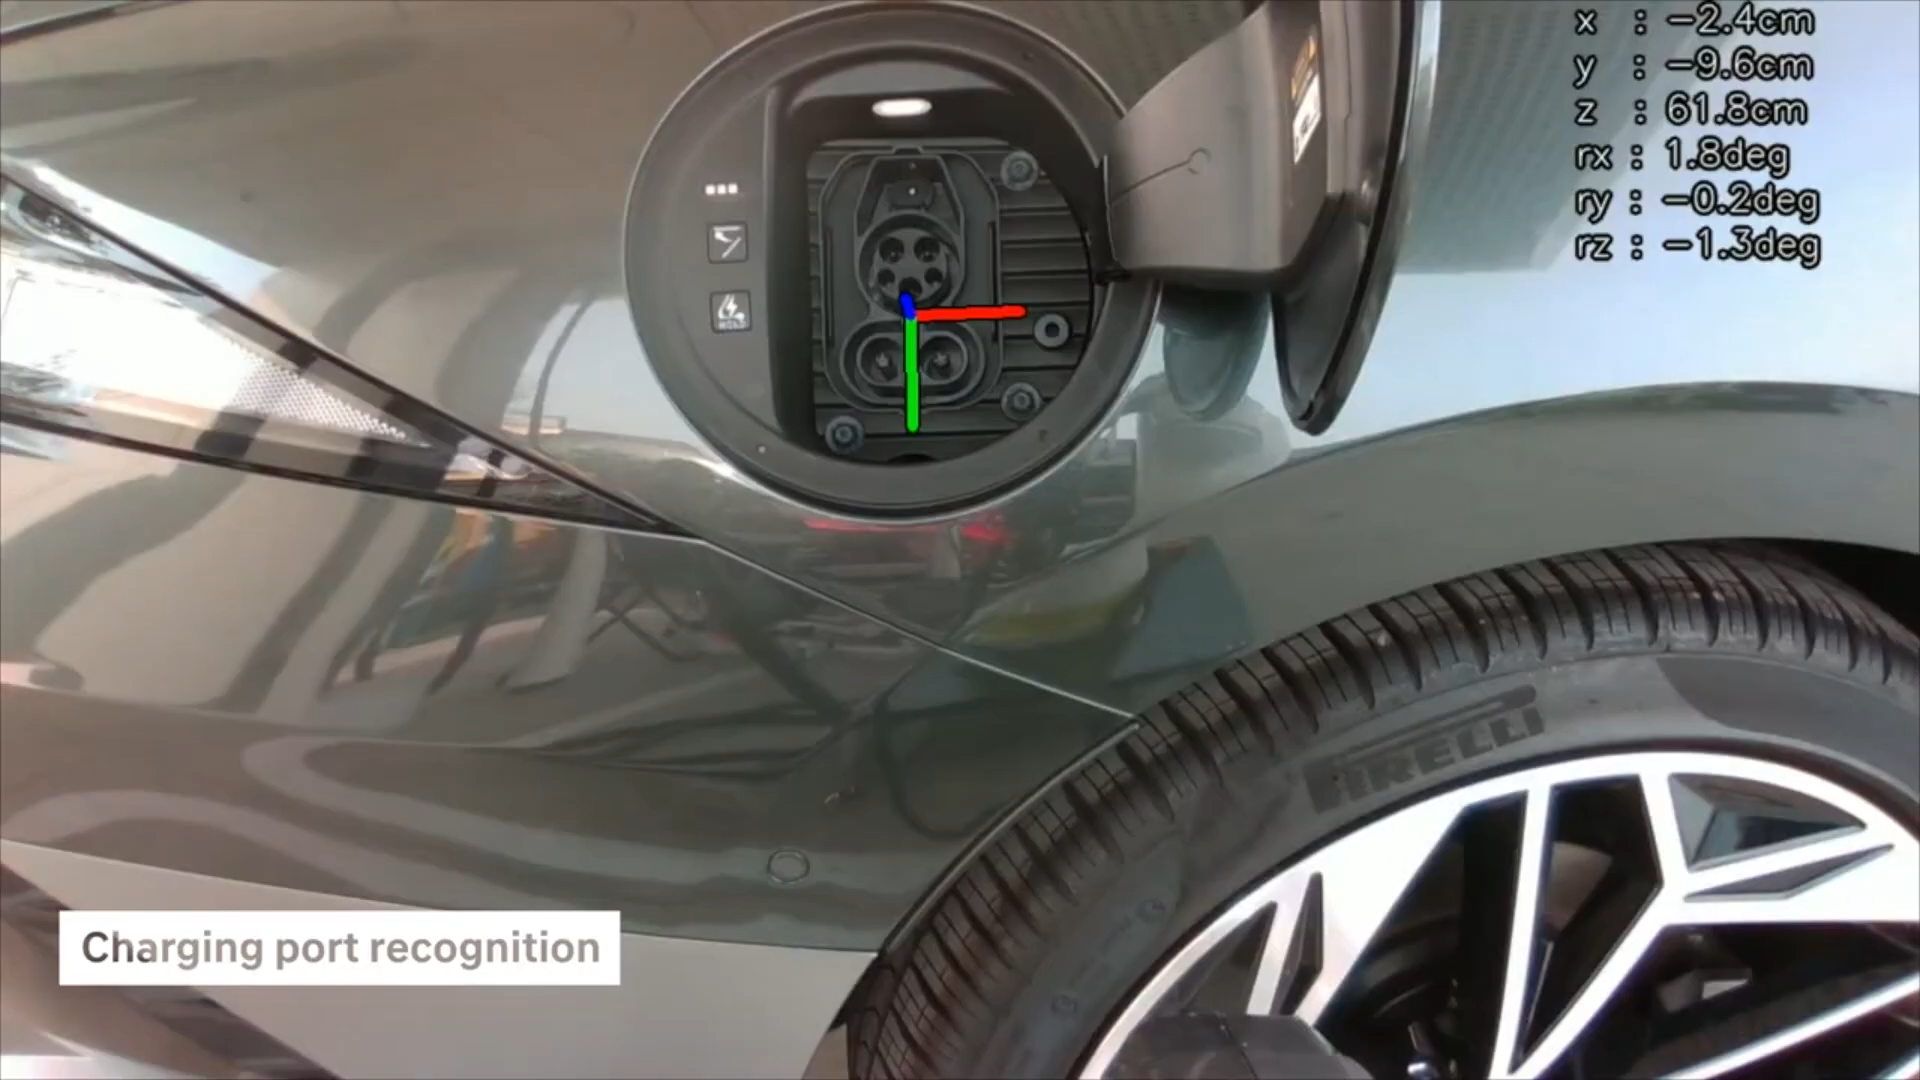 x : -2.4cm
y : -9.6cm
z : 61.8cm
rx : 1.8deg
ry : -0.2deg
rz : -1.3deg
PIRELLI
Charging port recognition